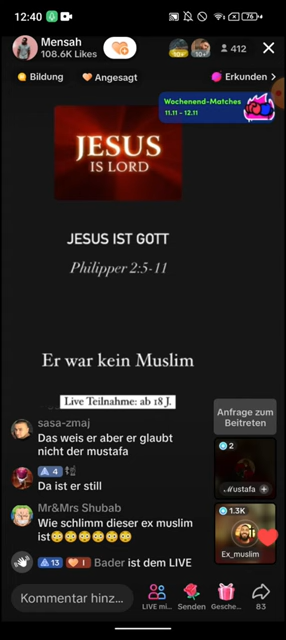 12:40
76
Mensah
108.6K Likes
10+
10+
412
Bildung
Angesagt
Erkunden
Wochenend-Matches
11.11 - 12.11
JESUS
IS LORD
JESUS IST GOTT
Philipper 2:5-11
Er war kein Muslim
Live Teilnahme: ab 18 J.
Anfrage zum
Beitreten
sasa-zmaj
Das weis er aber er glaubt
nicht der mustafa
4
Da ist er still
2
Mr&Mrs Shubab
Wie schlimm dieser ex muslim
ist😳😳😳😳😳😳
1.3K
Ex_muslim
13
1
Bader ist dem LIVE
Kommentar hinz...
LIVE mi...
Senden
Gesche...
83